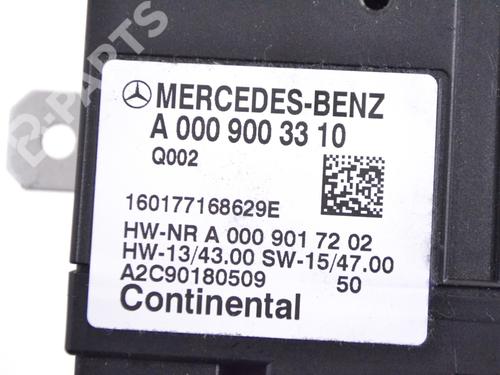 MERCEDES-BENZ
A 000 900 33 10
Q002
160177168629E
HW-NR A 000 901 72 02
HW-13/43.00 SW-15/47.00
A2C90180509 50
Continental
B-PARTS